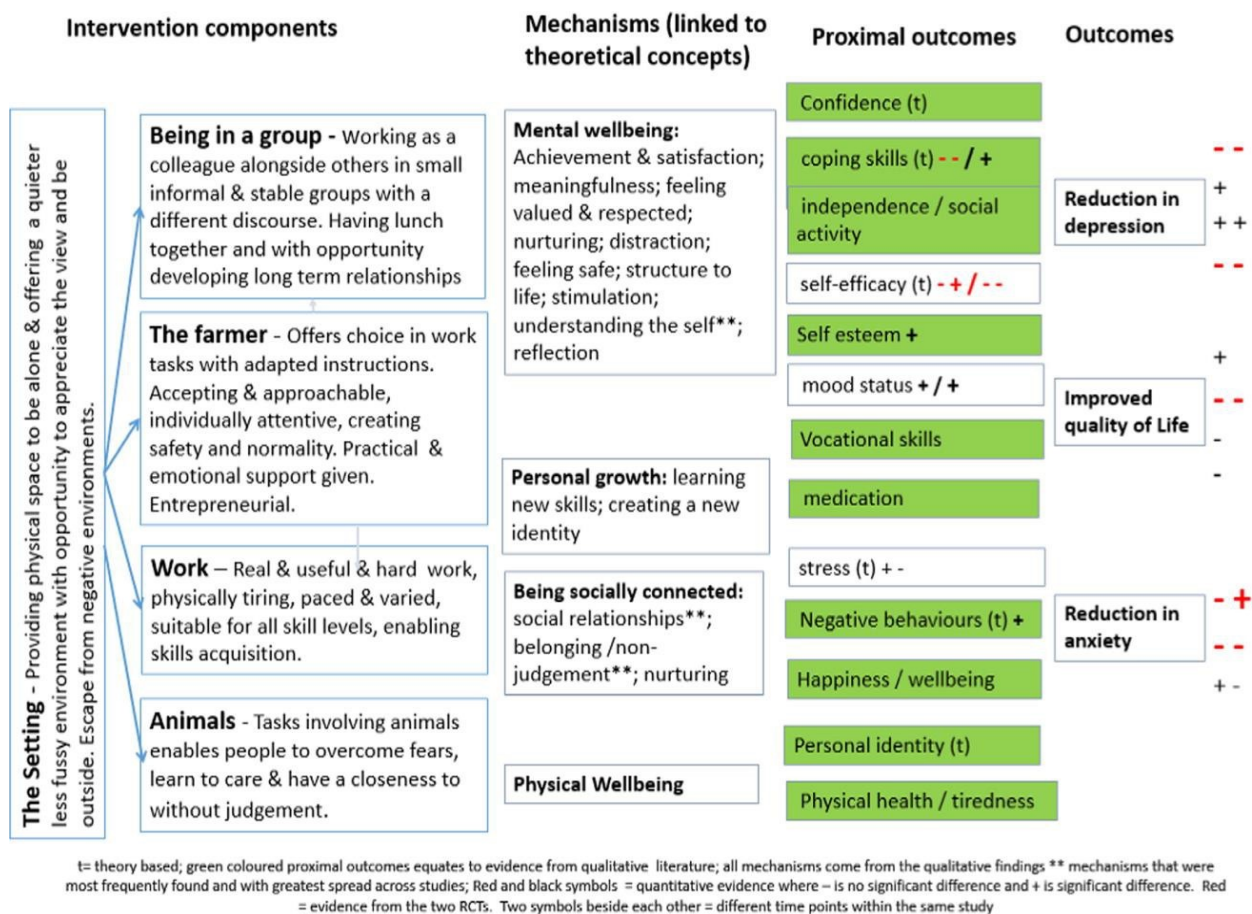 Intervention components
Mechanisms (linked to
theoretical concepts)
Proximal outcomes
Outcomes
The Setting - Providing physical space to be alone & offering a quieter
less fussy environment with opportunity to appreciate the view and be
outside. Escape from negative environments.
Being in a group - Working as a
colleague alongside others in small
informal & stable groups with a
different discourse. Having lunch
together and with opportunity
developing long term relationships
The farmer - Offers choice in work
tasks with adapted instructions.
Accepting & approachable,
individually attentive, creating
safety and normality. Practical &
emotional support given.
Entrepreneurial.
Work – Real & useful & hard work,
physically tiring, paced & varied,
suitable for all skill levels, enabling
skills acquisition.
Animals - Tasks involving animals
enables people to overcome fears,
learn to care & have a closeness to
without judgement.
Mental wellbeing:
Achievement & satisfaction;
meaningfulness; feeling
valued & respected;
nurturing; distraction;
feeling safe; structure to
life; stimulation;
understanding the self**;
reflection
Personal growth: learning
new skills; creating a new
identity
Being socially connected:
social relationships**;
belonging /non-
judgement**; nurturing
Physical Wellbeing
Confidence (t)
coping skills (t) - - / +
independence / social
activity
self-efficacy (t) - + / - -
Self esteem +
mood status + / +
Vocational skills
medication
stress (t) + -
Negative behaviours (t) +
Happiness / wellbeing
Personal identity (t)
Physical health / tiredness
Reduction in
depression
- -
+
+ +
- -
Improved
quality of Life
+
- -
-
-
Reduction in
anxiety
- +
- -
+ -
t= theory based; green coloured proximal outcomes equates to evidence from qualitative literature; all mechanisms come from the qualitative findings ** mechanisms that were
most frequently found and with greatest spread across studies; Red and black symbols = quantitative evidence where – is no significant difference and + is significant difference. Red
= evidence from the two RCTs. Two symbols beside each other = different time points within the same study